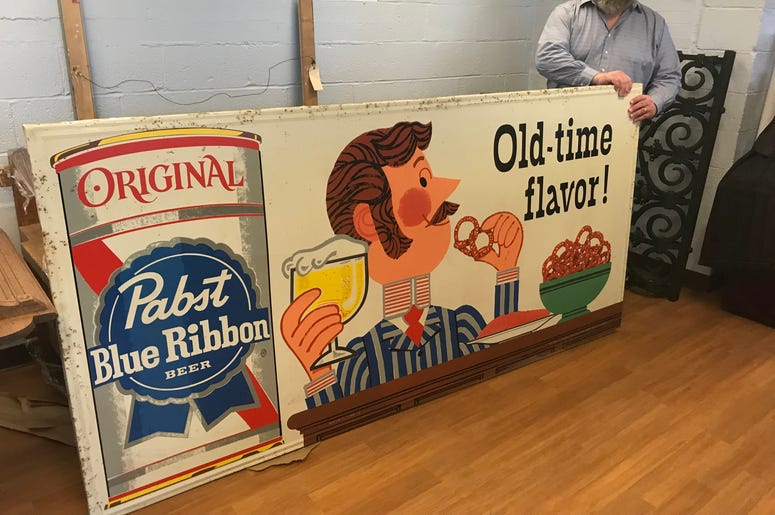 ORIGINAL
Pabst
Blue Ribbon
BEER
Old-time
flavor!